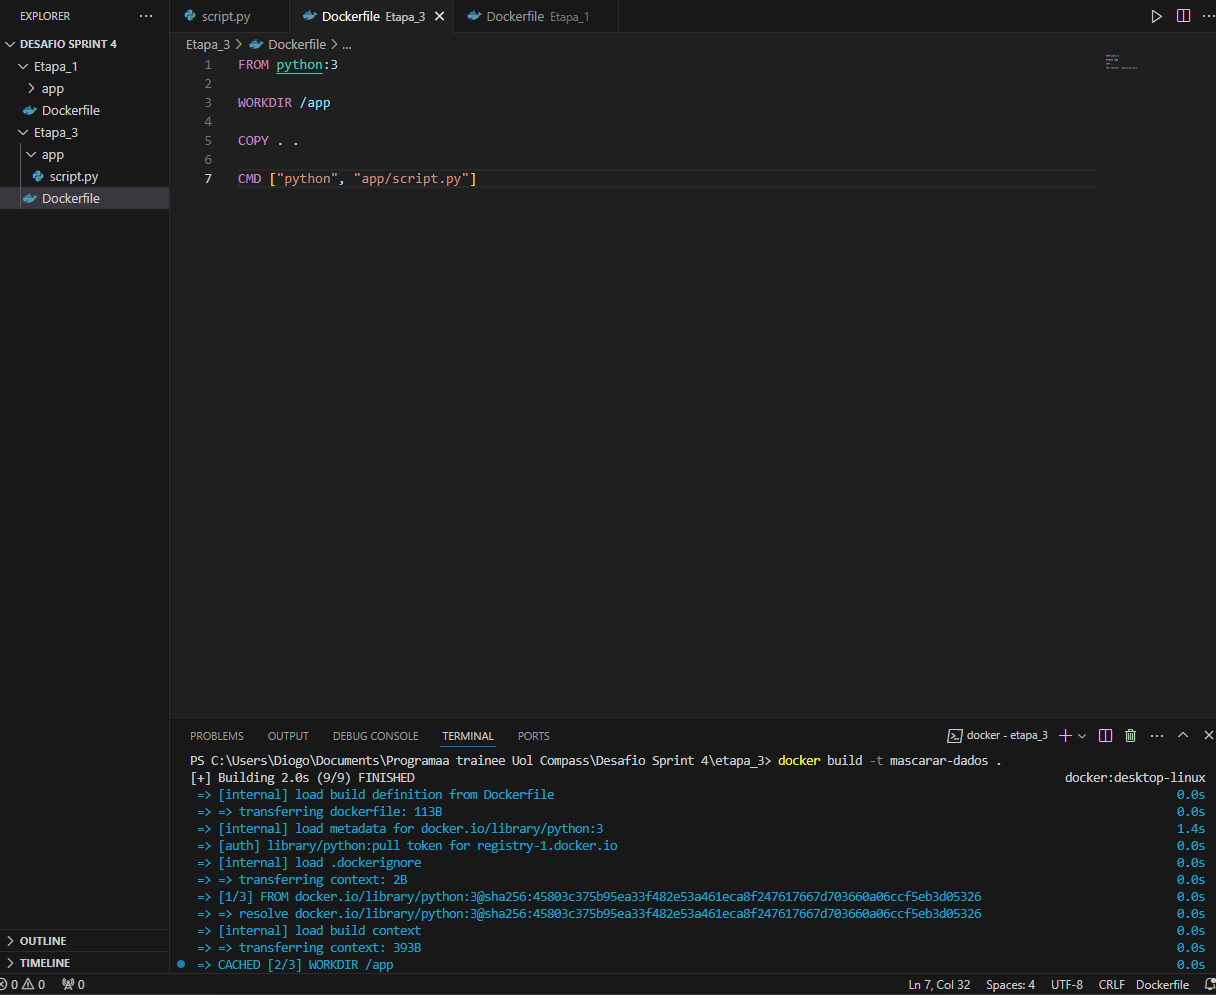 EXPLORER ...
DESAFIO SPRINT 4
Etapa_1
app
Dockerfile
Etapa_3
app
script.py
Dockerfile
OUTLINE
TIMELINE
script.py Dockerfile Etapa_3 Dockerfile Etapa_1
Etapa_3 > Dockerfile > ...
1 FROM python:3
2
3 WORKDIR /app
4
5 COPY . .
6
7 CMD ["python", "app/script.py"]
PROBLEMS OUTPUT DEBUG CONSOLE TERMINAL PORTS docker - etapa_3
PS C:\Users\Diogo\Documents\Programaa trainee Uol Compass\Desafio Sprint 4\etapa_3> docker build -t mascarar-dados .
[+] Building 2.0s (9/9) FINISHED docker:desktop-linux
=> [internal] load build definition from Dockerfile 0.0s
=> => transferring dockerfile: 113B 0.0s
=> [internal] load metadata for docker.io/library/python:3 1.4s
=> [auth] library/python:pull token for registry-1.docker.io 0.0s
=> [internal] load .dockerignore 0.0s
=> => transferring context: 2B 0.0s
=> [1/3] FROM docker.io/library/python:3@sha256:45803c375b95ea33f482e53a461eca8f247617667d703660a06ccf5eb3d05326 0.0s
=> => resolve docker.io/library/python:3@sha256:45803c375b95ea33f482e53a461eca8f247617667d703660a06ccf5eb3d05326 0.0s
=> [internal] load build context 0.0s
=> => transferring context: 393B 0.0s
=> CACHED [2/3] WORKDIR /app 0.0s
0 0 0 Ln 7, Col 32 Spaces: 4 UTF-8 CRLF Dockerfile